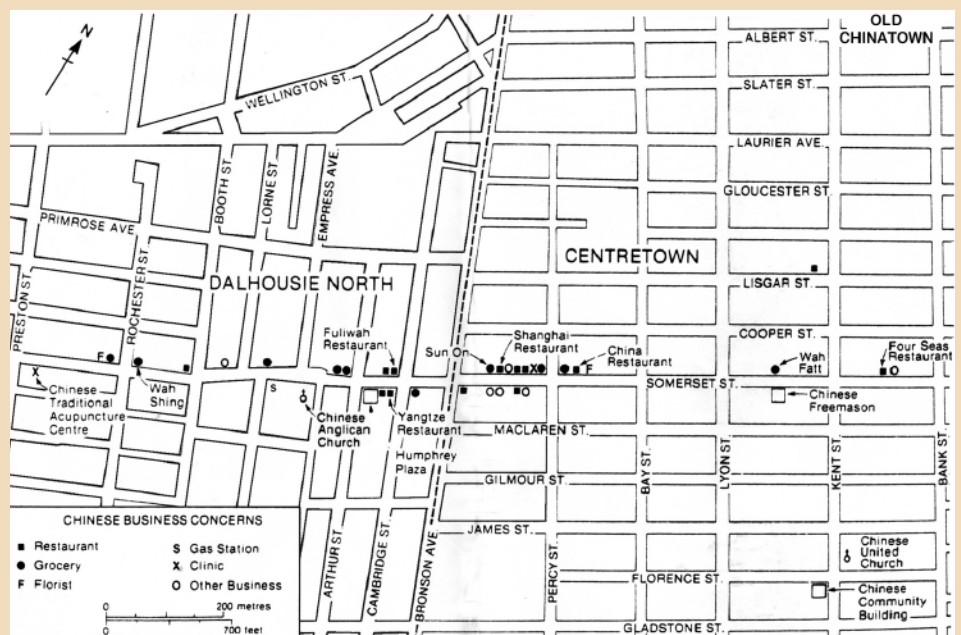 N
OLD
CHINATOWN
ALBERT ST.
SLATER ST.
WELLINGTON ST.
LAURIER AVE.
GLOUCESTER ST.
BOOTH ST
LORNE ST.
EMPRESS AVE.
PRIMROSE AVE
ROCHESTER ST
PRESTON ST
CENTRETOWN
DALHOUSIE NORTH
LISGAR ST.
COOPER ST.
Fuliwah
Restaurant
Sun On
Shanghai
Restaurant
China
Restaurant
Wah
Fatt
Four Seas
Restaurant
F
X
F
X
S
Wah
Shing
Chinese
Traditional
Acupuncture
Centre
Chinese
Anglican
Church
Yangtze
Restaurant
Humphrey
Plaza
SOMERSET ST.
Chinese
Freemason
MACLAREN ST.
GILMOUR ST.
JAMES ST.
BAY ST.
LYON ST.
KENT ST.
BANK ST.
ARTHUR ST.
CAMBRIDGE ST.
BRONSON AVE.
PERCY ST.
FLORENCE ST.
GLADSTONE ST.
Chinese
United
Church
Chinese
Community
Building
CHINESE BUSINESS CONCERNS
Restaurant
Grocery
F Florist
S Gas Station
X Clinic
Other Business
0 200 metres
0 700 feet